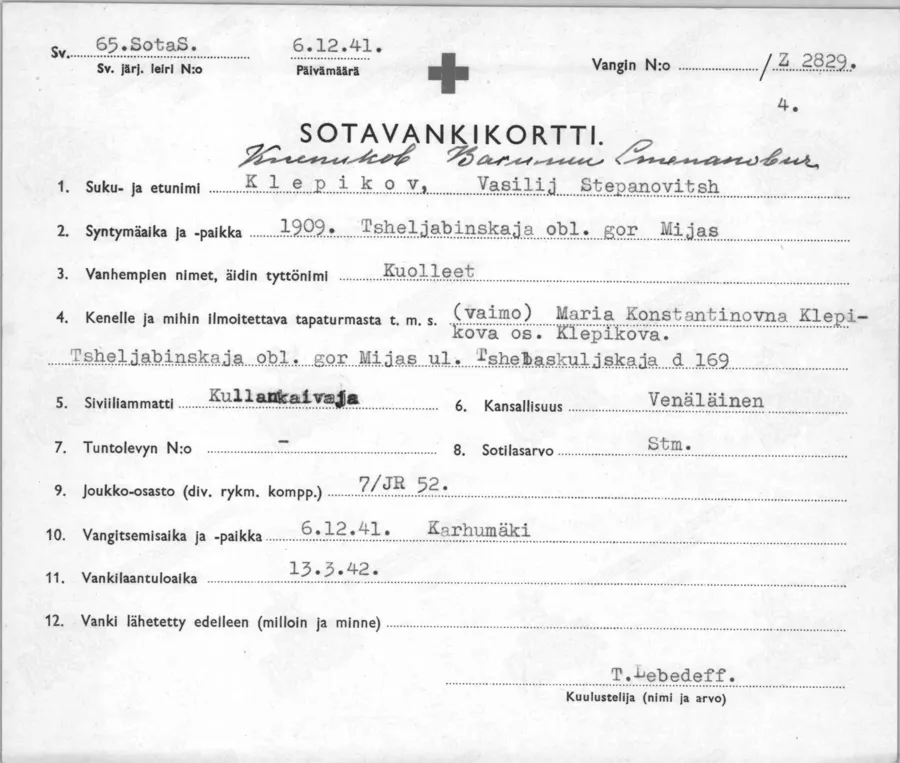 Sv. 65.SotaS. 6.12.41. Vangin N:o / Z 2829.
Sv. järj. leiri N:o Päivämäärä
4.
SOTAVANKIKORTTI.
Клепиков Василий Степанович
1. Suku- ja etunimi K l e p i k o v, Vasilij Stepanovitsh
2. Syntymäaika ja -paikka 1909. Tsheljabinskaja obl. gor Mijas
3. Vanhempien nimet, äidin tyttönimi Kuolleet
4. Kenelle ja mihin ilmoitettava tapaturmasta t. m. s. (vaimo) Maria Konstantinovna Klepi-
kova os. Klepikova.
Tsheljabinskaja obl. gor Mijas ul. Tshebaskuljskaja d 169
5. Siviiliammatti Kullankaivaja 6. Kansallisuus Venäläinen
7. Tuntolevyn N:o - 8. Sotilasarvo Stm.
9. Joukko-osasto (div. rykm. kompp.) 7/JR 52.
10. Vangitsemisaika ja -paikka 6.12.41. Karhumäki
11. Vankilaantuloaika 13.3.42.
12. Vanki lähetetty edelleen (milloin ja minne)
T.Lebedeff.
Kuulustelija (nimi ja arvo)